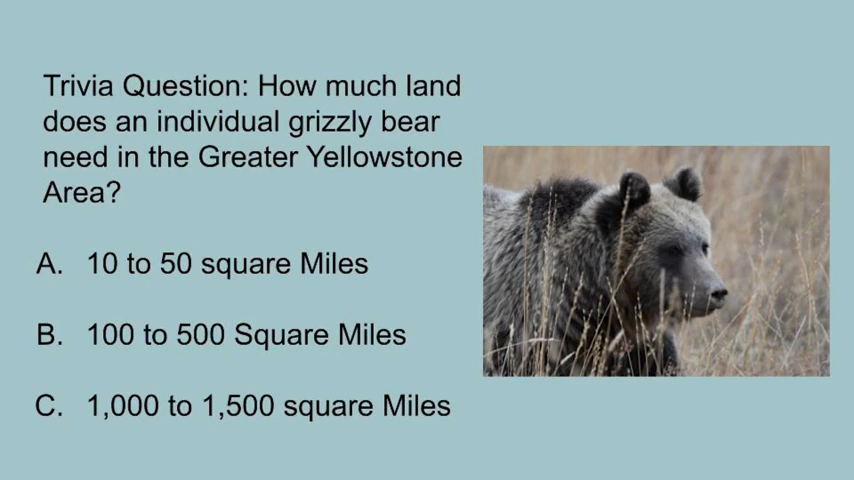 Trivia Question: How much land
does an individual grizzly bear
need in the Greater Yellowstone
Area?
A. 10 to 50 square Miles
B. 100 to 500 Square Miles
C. 1,000 to 1,500 square Miles